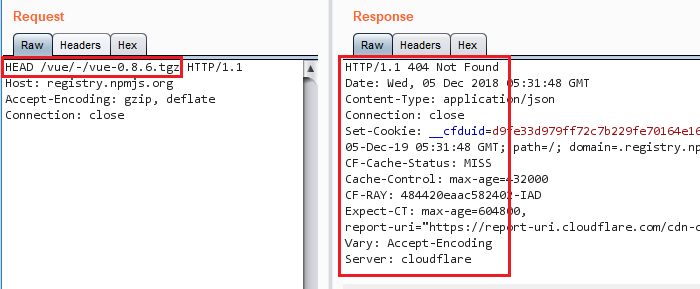 Request
Raw Headers Hex
HEAD /vue/-/vue-0.8.6.tgz HTTP/1.1
Host: registry.npmjs.org
Accept-Encoding: gzip, deflate
Connection: close
Response
Raw Headers Hex
HTTP/1.1 404 Not Found
Date: Wed, 05 Dec 2018 05:31:48 GMT
Content-Type: application/json
Connection: close
Set-Cookie: __cfduid=d9fe33d979ff72c7b229fe70164e16
05-Dec-19 05:31:48 GMT; path=/; domain=.registry.np
CF-Cache-Status: MISS
Cache-Control: max-age=432000
CF-RAY: 484420eaac582402-IAD
Expect-CT: max-age=604800,
report-uri="https://report-uri.cloudflare.com/cdn-c
Vary: Accept-Encoding
Server: cloudflare